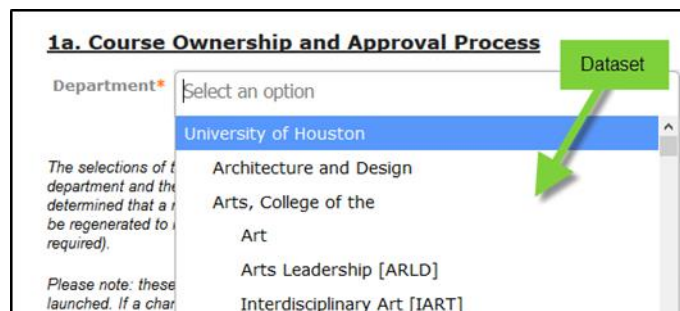 1a. Course Ownership and Approval Process
Dataset
Department*
Select an option
University of Houston
The selections of
Architecture and Design
department and the
determined that a
Arts, College of the
be regenerated to
required).
Art
Arts Leadership [ARLD]
Please note: these
launched. If a
Interdisciplinary Art [IART]